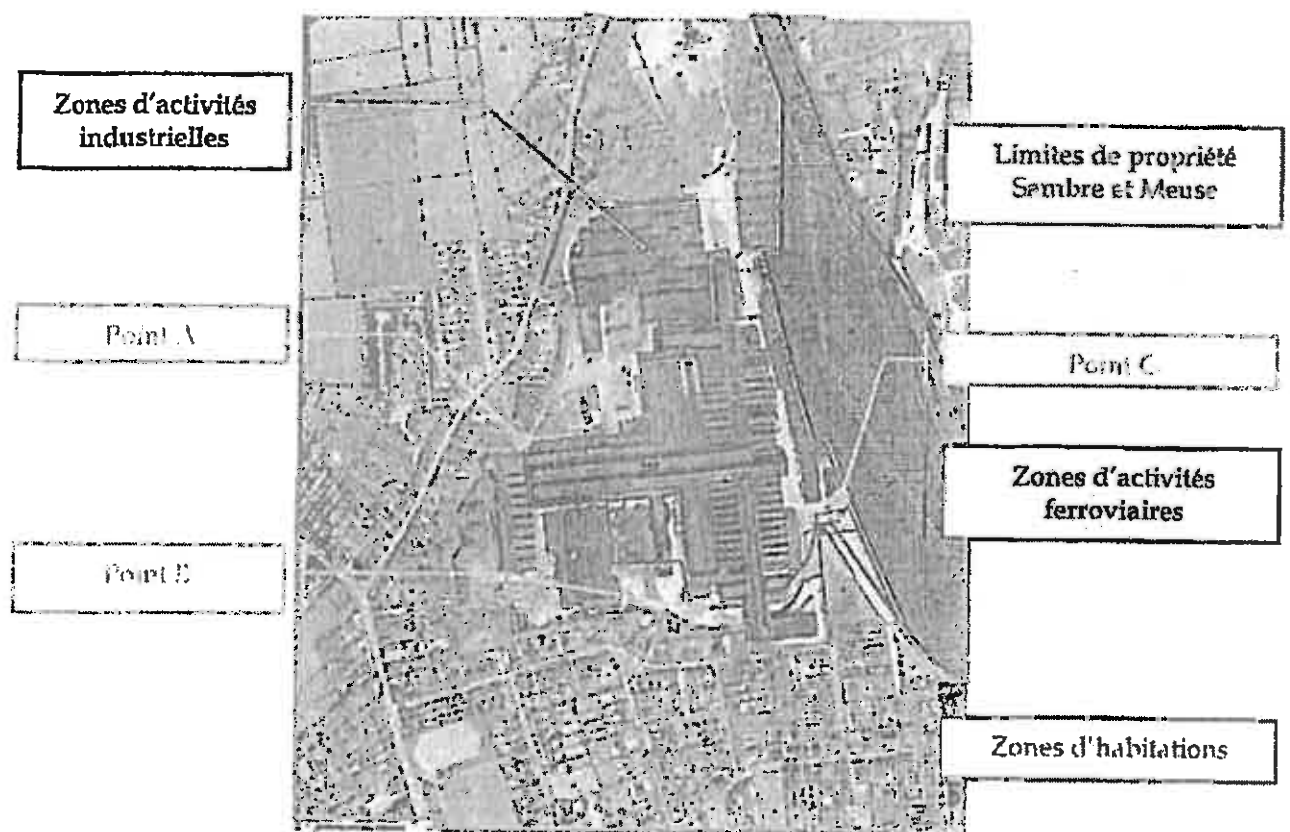 Zones d'activités
industrielles
Limites de propriété
Sambre et Meuse
Point A
Point C
Zones d'activités
ferroviaires
Point B
Zones d'habitations